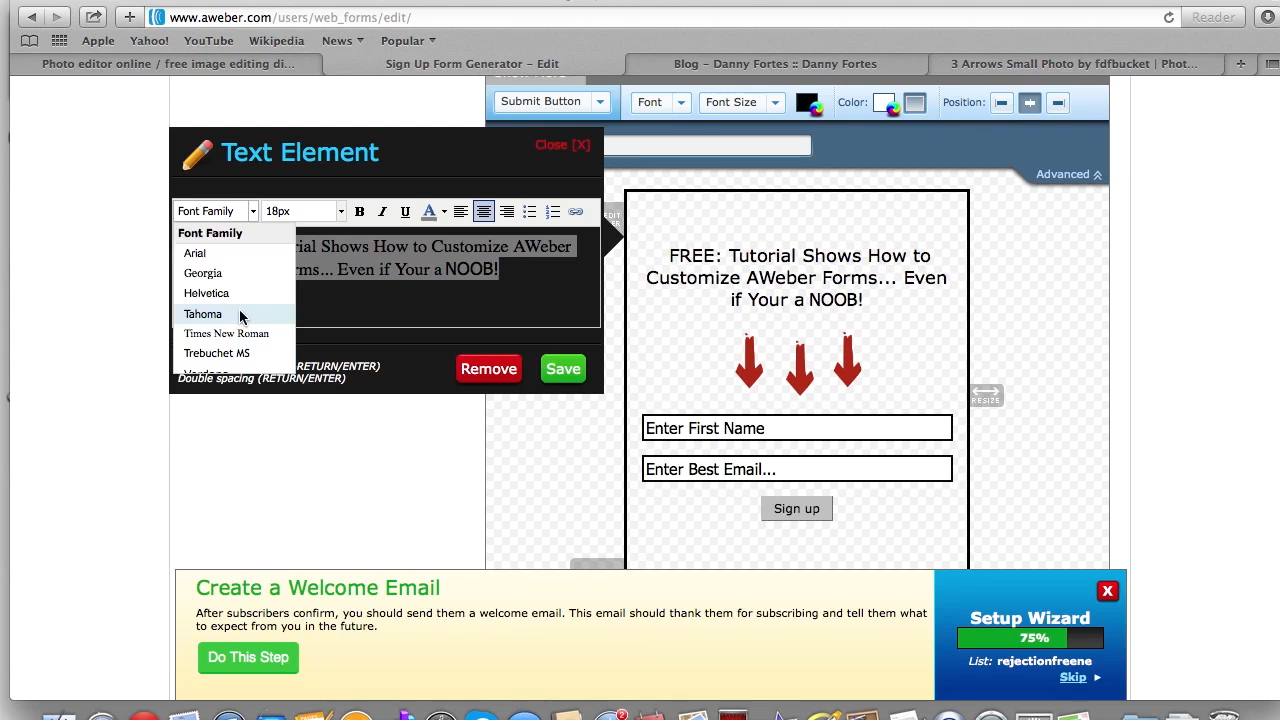 www.aweber.com/users/web_forms/edit/
Reader
Apple Yahoo! YouTube Wikipedia News Popular
Photo editor online / free image editing di...
Sign Up Form Generator - Edit
Blog – Danny Fortes :: Danny Fortes
3 Arrows Small Photo by fdfbucket | Phot...
Submit Button Font Font Size Color: Position:
Advanced
Text Element
Close [X]
Font Family 18px B I U A
Font Family
Arial
Georgia
Helvetica
Tahoma
Times New Roman
Trebuchet MS
Verdana
rial Shows How to Customize AWeber
rms... Even if Your a NOOB!
(RETURN/ENTER)
Double spacing (RETURN/ENTER)
Remove
Save
EDIT
FREE: Tutorial Shows How to
Customize AWeber Forms... Even
if Your a NOOB!
RESIZE
Enter First Name
Enter Best Email...
Sign up
Create a Welcome Email
After subscribers confirm, you should send them a welcome email. This email should thank them for subscribing and tell them what
to expect from you in the future.
Do This Step
X
Setup Wizard
75%
List: rejectionfreene
Skip
2